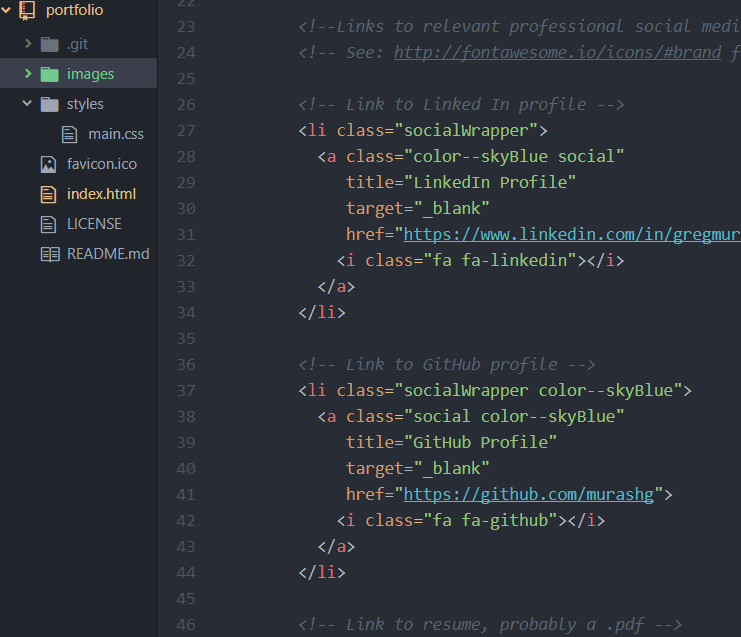 portfolio
.git
images
styles
main.css
favicon.ico
index.html
LICENSE
README.md
22
23 <!--Links to relevant professional social medi
24 <!-- See: http://fontawesome.io/icons/#brand f
25
26 <!-- Link to Linked In profile -->
27 <li class="socialWrapper">
28 <a class="color--skyBlue social"
29 title="LinkedIn Profile"
30 target="_blank"
31 href="https://www.linkedin.com/in/gregmur
32 <i class="fa fa-linkedin"></i>
33 </a>
34 </li>
35
36 <!-- Link to GitHub profile -->
37 <li class="socialWrapper color--skyBlue">
38 <a class="social color--skyBlue"
39 title="GitHub Profile"
40 target="_blank"
41 href="https://github.com/murashg">
42 <i class="fa fa-github"></i>
43 </a>
44 </li>
45
46 <!-- Link to resume, probably a .pdf -->